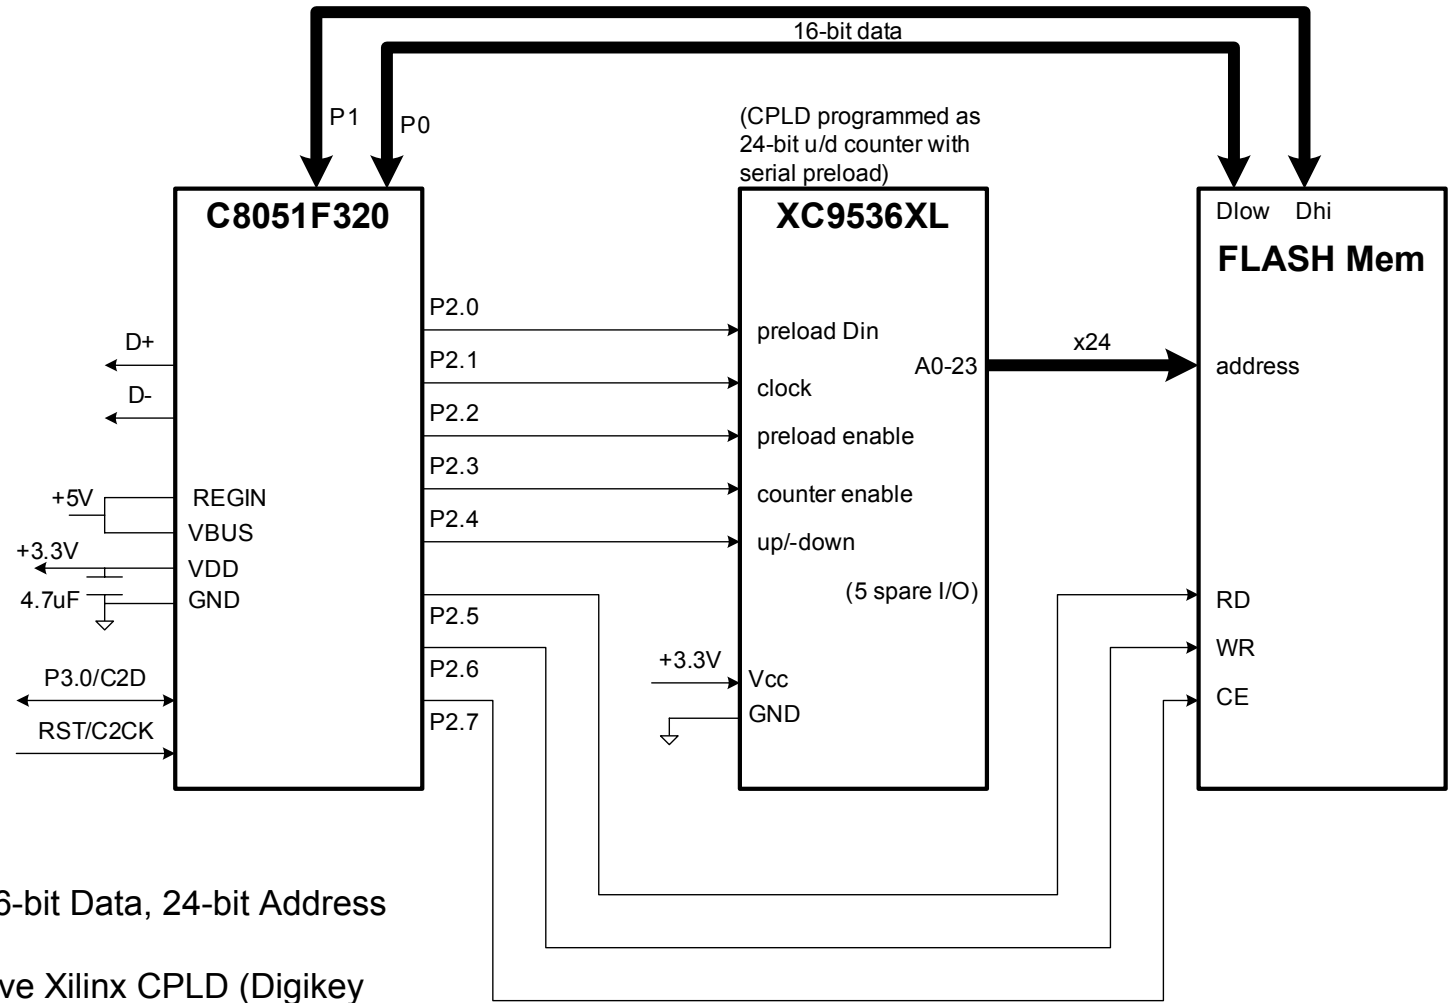 16-bit data
P1
P0
(CPLD programmed as
24-bit u/d counter with
serial preload)
C8051F320
XC9536XL
Dlow Dhi
FLASH Mem
P2.0
preload Din
D+
P2.1
x24
A0-23
address
clock
D-
P2.2
preload enable
P2.3
counter enable
+5V
REGIN
P2.4
VBUS
up/-down
+3.3V
VDD
4.7uF
GND
(5 spare I/O)
RD
P2.5
WR
+3.3V
P2.6
P3.0/C2D
Vcc
CE
GND
P2.7
RST/C2CK
6-bit Data, 24-bit Address
ve Xilinx CPLD (Digikey